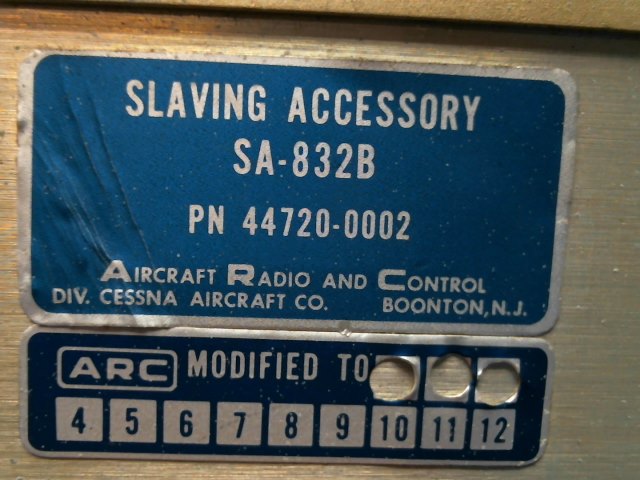 SLAVING ACCESSORY
SA-832B
PN 44720-0002
AIRCRAFT RADIO AND CONTROL
DIV. CESSNA AIRCRAFT CO. BOONTON, N.J.
ARC MODIFIED TO
4 5 6 7 8 9 10 11 12